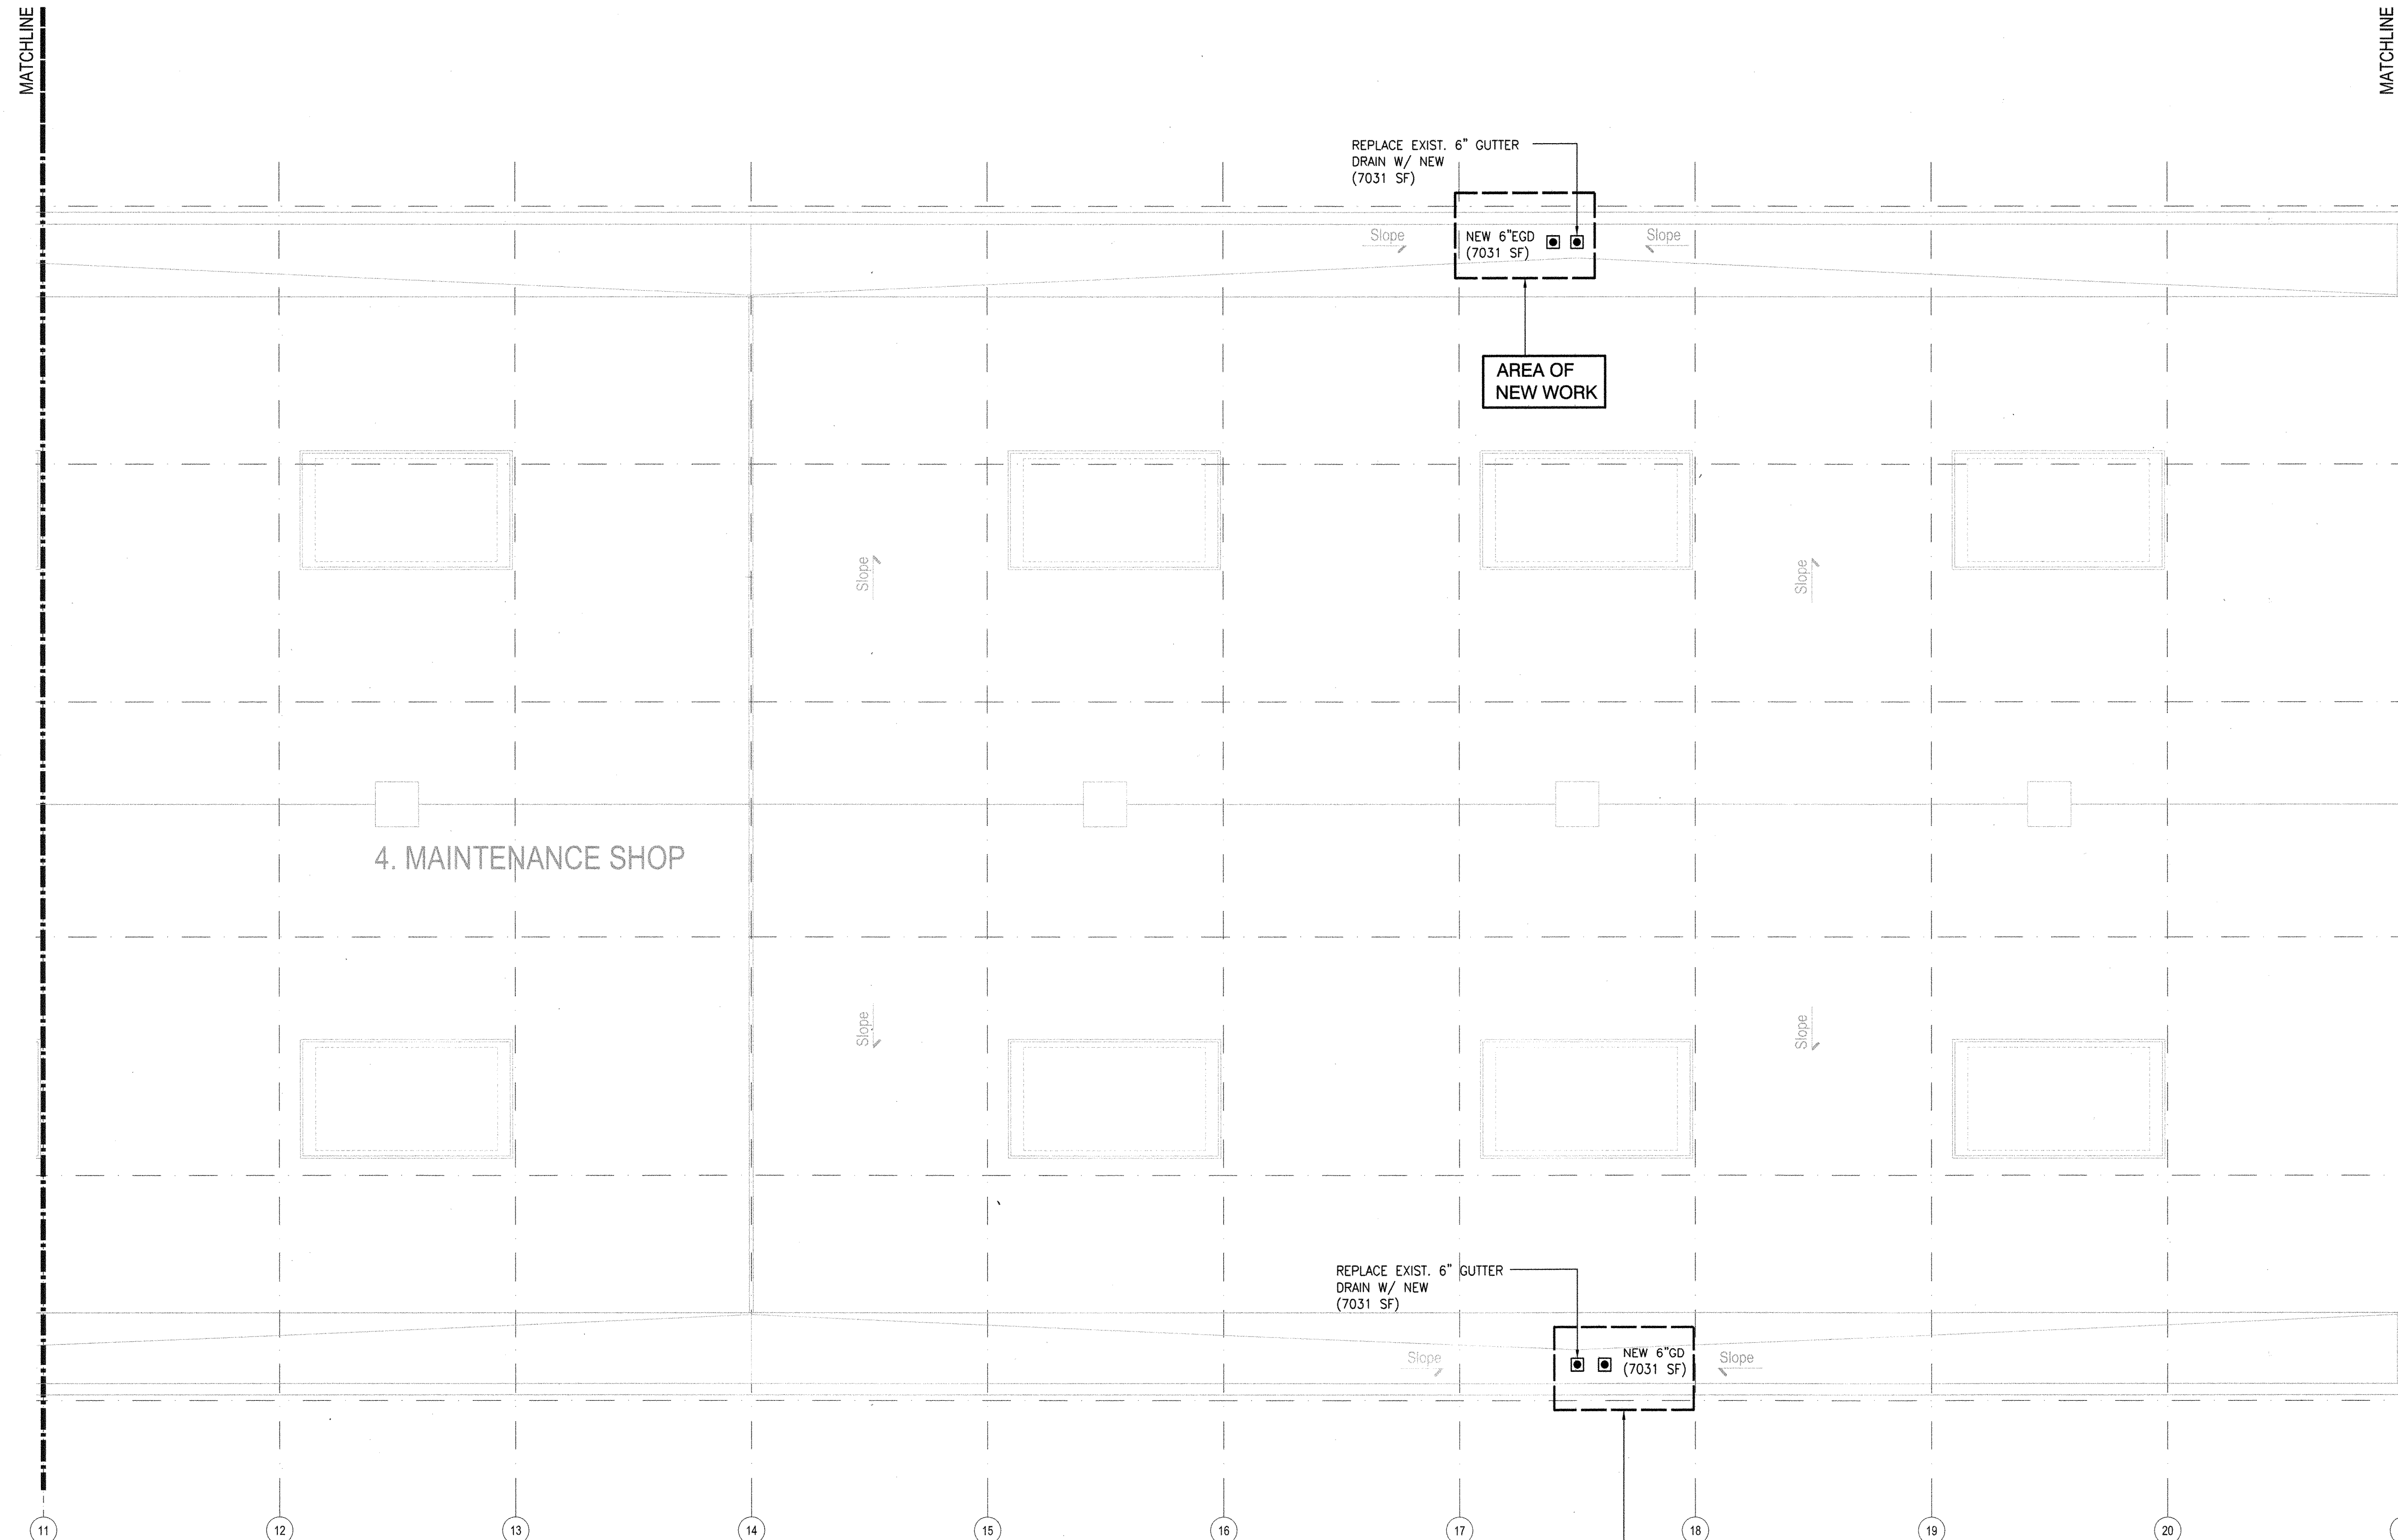 MATCHLINE
MATCHLINE
REPLACE EXIST. 6" GUTTER
DRAIN W/ NEW
(7031 SF)
Slope
NEW 6"EGD
(7031 SF)
Slope
AREA OF
NEW WORK
Slope
Slope
4. MAINTENANCE SHOP
Slope
Slope
REPLACE EXIST. 6" GUTTER
DRAIN W/ NEW
(7031 SF)
Slope
NEW 6"GD
(7031 SF)
Slope
11
12
13
14
15
16
17
18
19
20